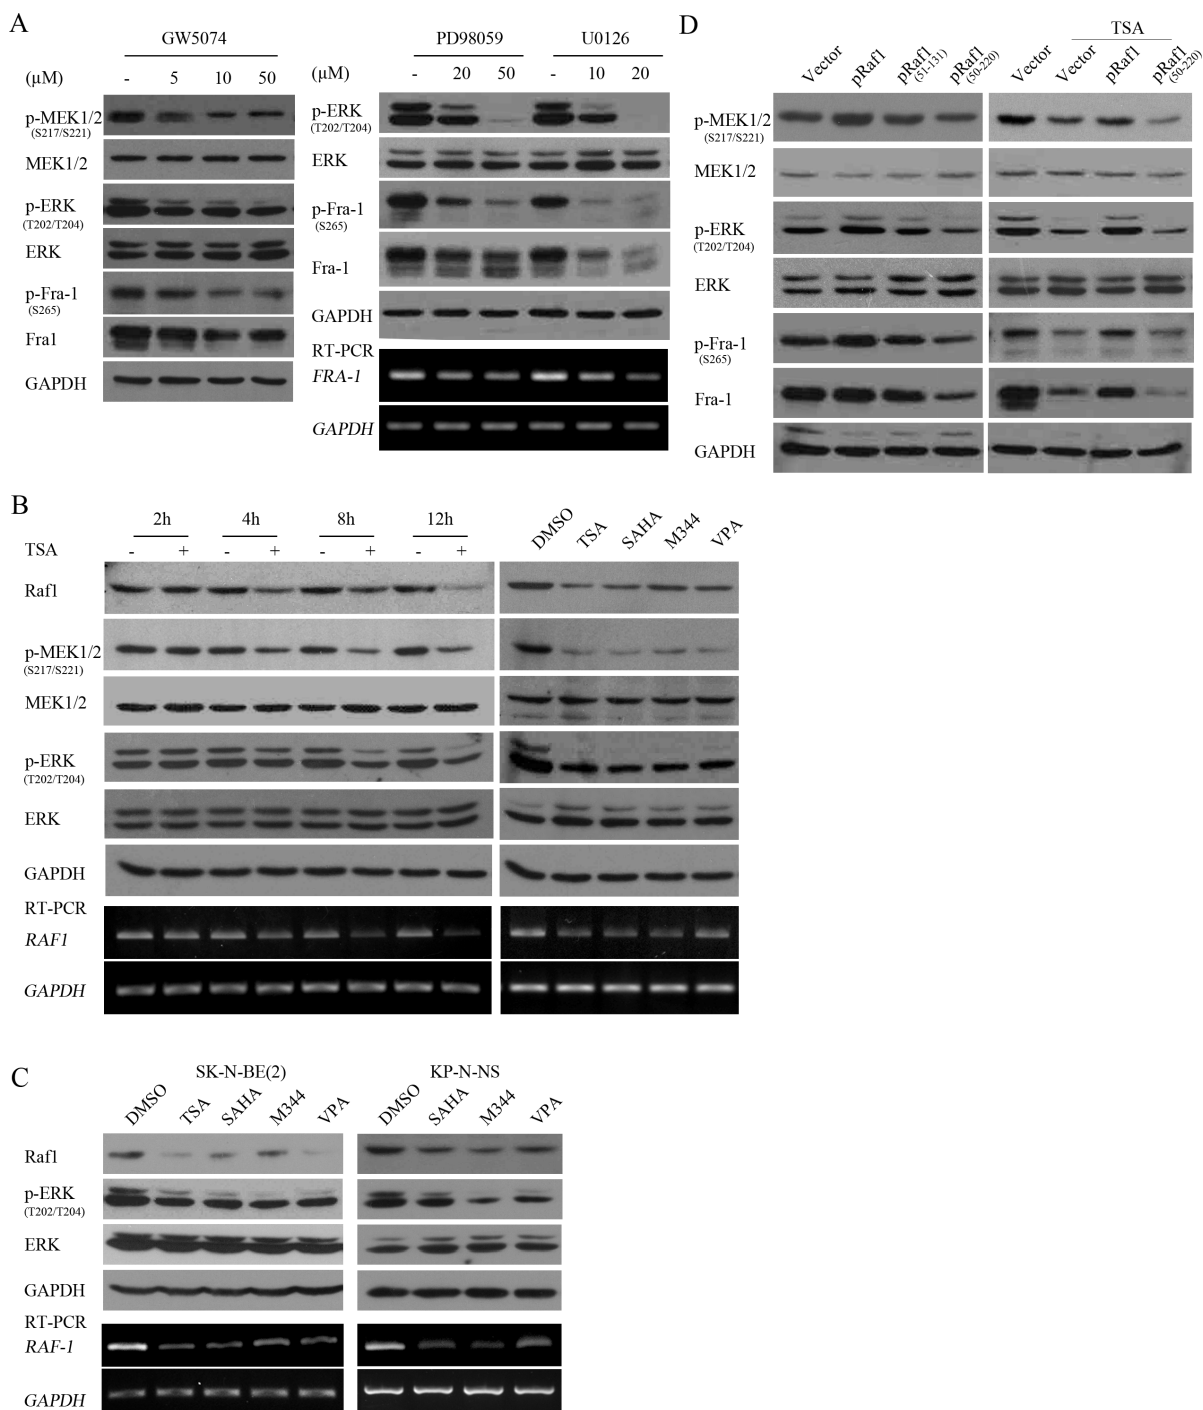 A
GW5074
(μM) - 5 10 50
p-MEK1/2
(S217/S221)
MEK1/2
p-ERK
(T202/T204)
ERK
p-Fra-1
(S265)
Fra1
GAPDH
PD98059 U0126
(μM) - 20 50 - 10 20
p-ERK
(T202/T204)
ERK
p-Fra-1
(S265)
Fra-1
GAPDH
RT-PCR
FRA-1
GAPDH
D
TSA
Vector pRaf1 pRaf1 (51-131) pRaf1 (50-220) Vector Vector pRaf1 pRaf1 (50-220)
p-MEK1/2
(S217/S221)
MEK1/2
p-ERK
(T202/T204)
ERK
p-Fra-1
(S265)
Fra-1
GAPDH
B
2h 4h 8h 12h
TSA - + - + - + - +
DMSO TSA SAHA M344 VPA
Raf1
p-MEK1/2
(S217/S221)
MEK1/2
p-ERK
(T202/T204)
ERK
GAPDH
RT-PCR
RAF1
GAPDH
C
SK-N-BE(2) KP-N-NS
DMSO TSA SAHA M344 VPA DMSO SAHA M344 VPA
Raf1
p-ERK
(T202/T204)
ERK
GAPDH
RT-PCR
RAF-1
GAPDH